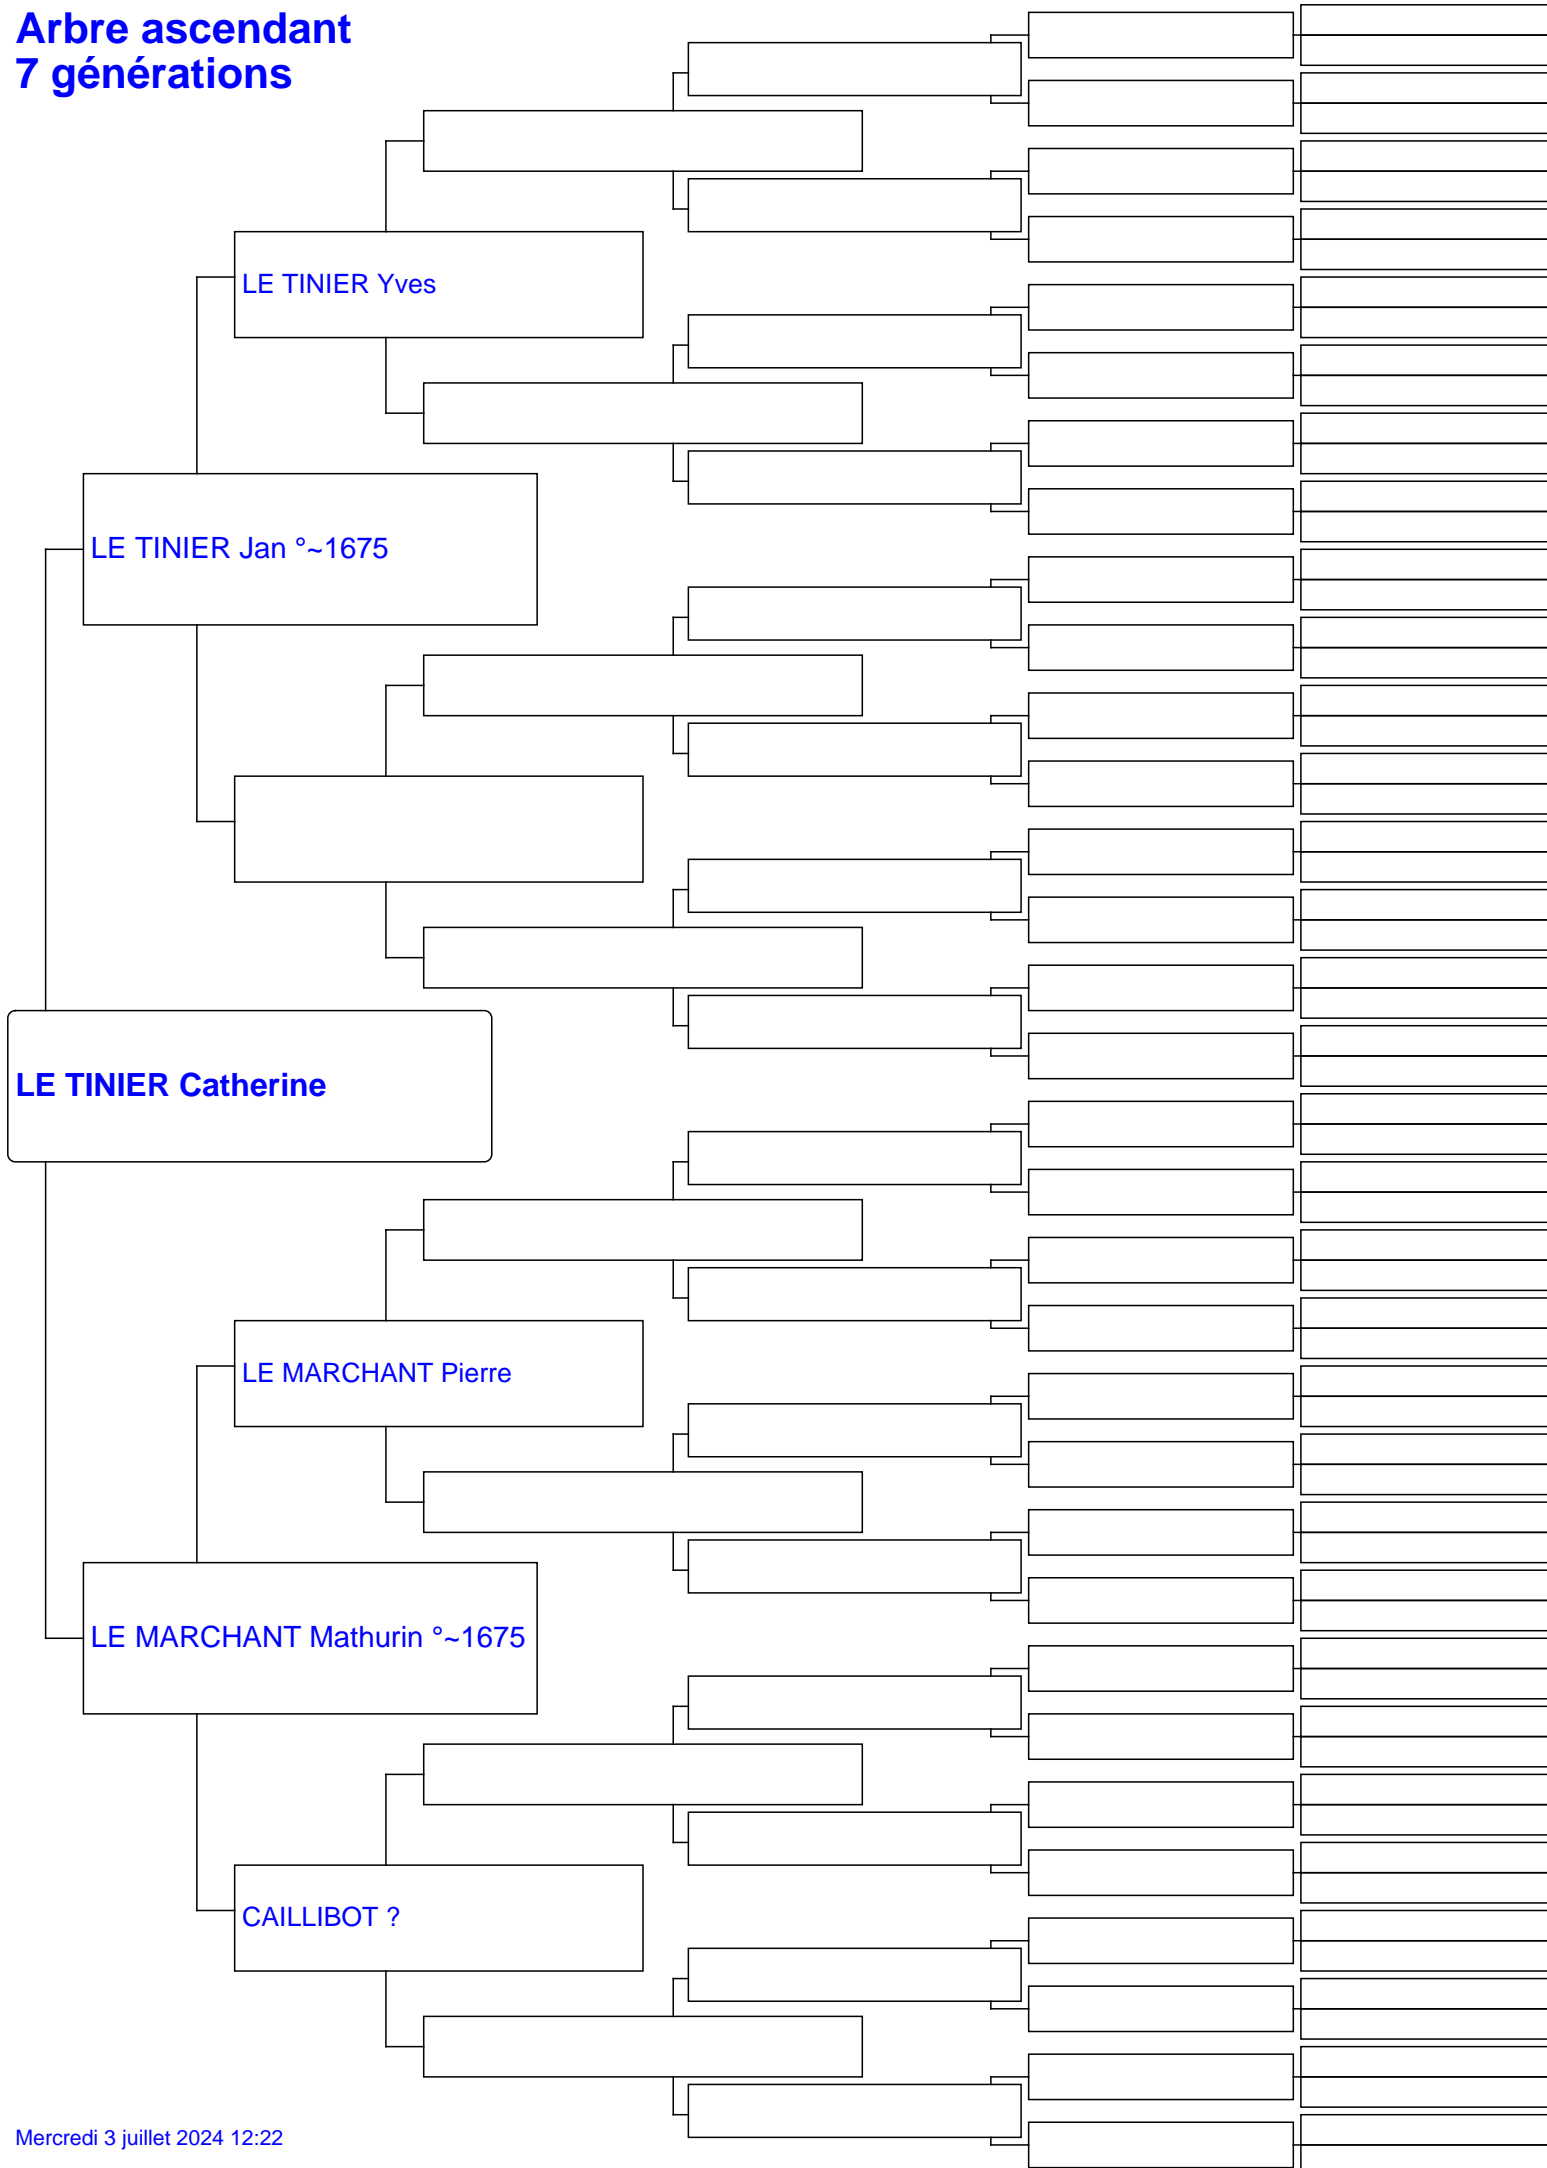 Arbre ascendant
7 générations
LE TINIER Yves
LE TINIER Jan °~1675
LE TINIER Catherine
LE MARCHANT Pierre
LE MARCHANT Mathurin °~1675
CAILLIBOT ?
Mercredi 3 juillet 2024 12:22